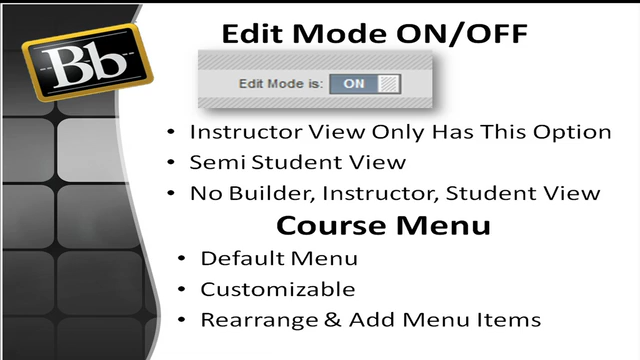 Edit Mode ON/OFF
Bb
Edit Mode is: ON
• Instructor View Only Has This Option
• Semi Student View
• No Builder, Instructor, Student View
Course Menu
• Default Menu
• Customizable
• Rearrange & Add Menu Items